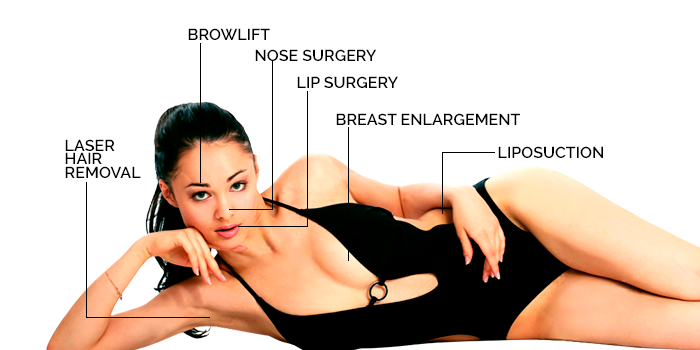 BROWLIFT
NOSE SURGERY
LIP SURGERY
BREAST ENLARGEMENT
LASER
HAIR
REMOVAL
LIPOSUCTION